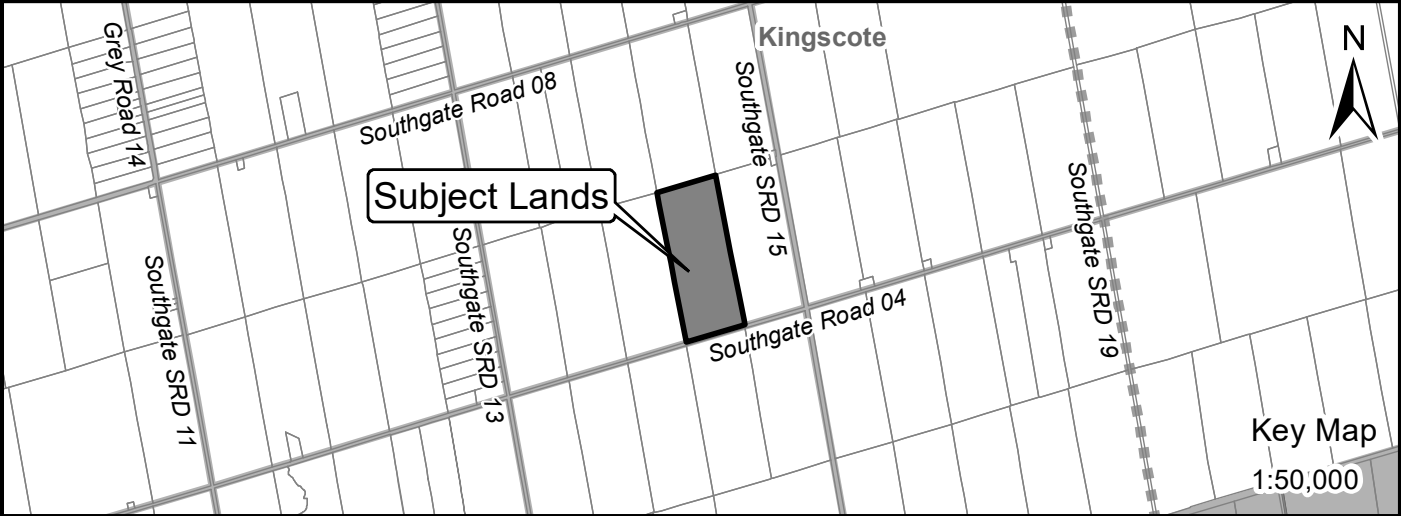 Kingscote
N
Grey Road 14
Southgate Road 08
Southgate SRD 15
Subject Lands
Southgate SRD 19
Southgate SRD 13
Southgate SRD 11
Southgate Road 04
Key Map
1:50,000